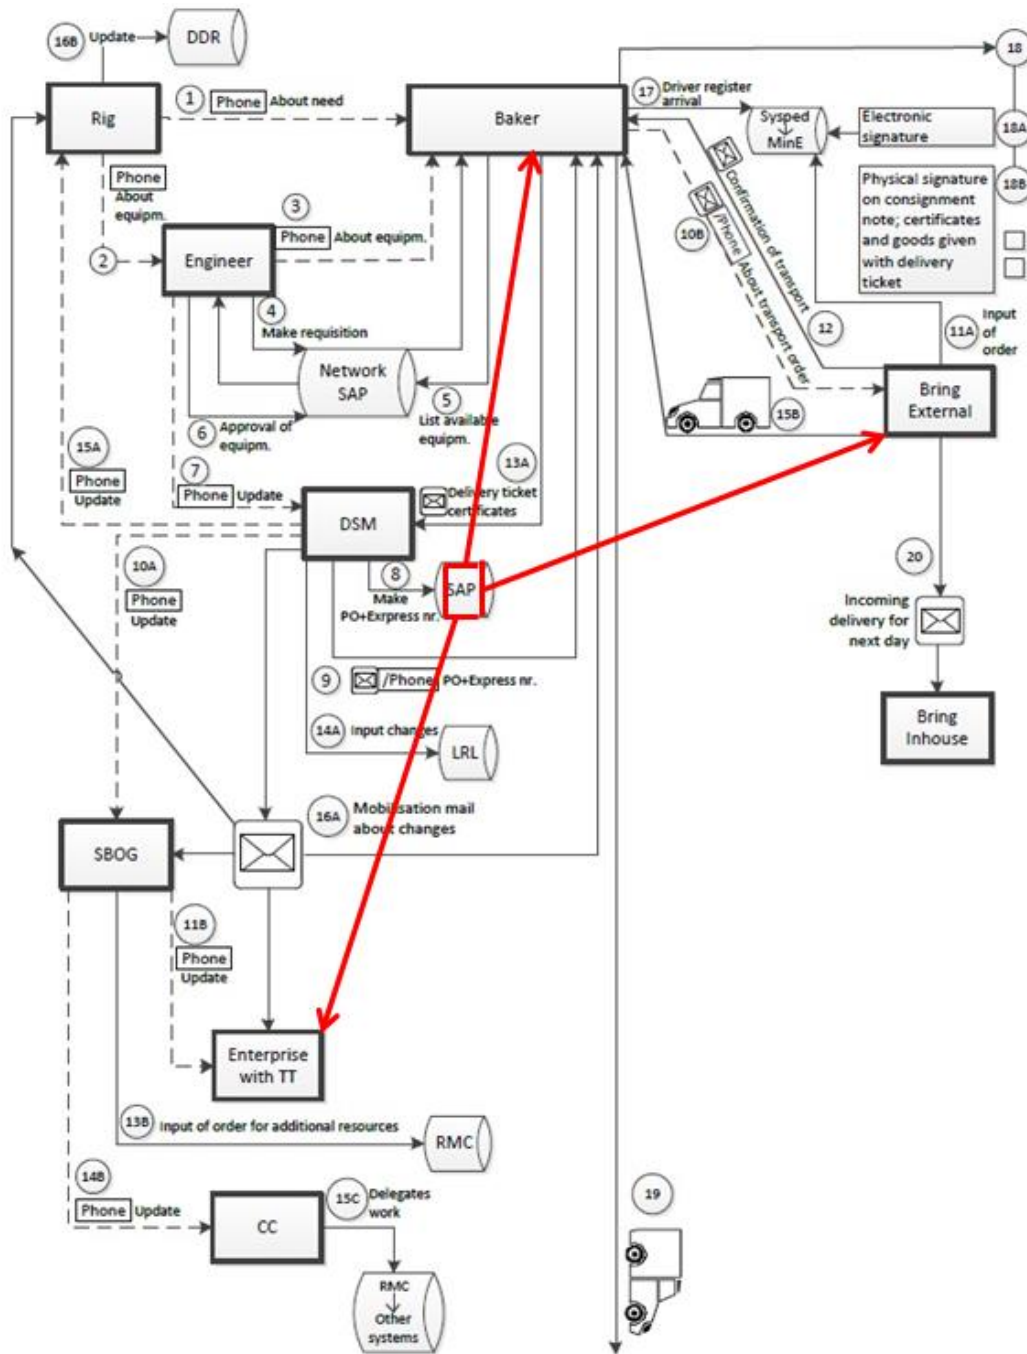 16B
Update
DDR
18
1
Phone
About need
17
Driver register
arrival
Rig
Baker
Sysped
MinE
Electronic
signature
18A
Phone
About
equipm.
Confirmation of transport
Physical signature
on consignment
note; certificates
and goods given
with delivery
ticket
18B
3
Phone
About equipm.
10B
/Phone
About transport order
2
Engineer
4
Make requisition
12
11A
Input
of
order
Network
SAP
5
List available
equipm.
Bring
External
6
Approval of
equipm.
15B
15A
Phone
Update
7
Phone
Update
13A
Delivery ticket
certificates
DSM
10A
Phone
Update
8
Make
PO+Exrpress nr.
SAP
20
Incoming
delivery for
next day
9
/Phone
PO+Express nr.
Bring
Inhouse
14A
Input changes
LRL
16A
Mobilisation mail
about changes
SBOG
11B
Phone
Update
Enterprise
with TT
13B
Input of order for additional resources
RMC
14B
Phone
Update
CC
15C
Delegates
work
19
RMC
Other
systems